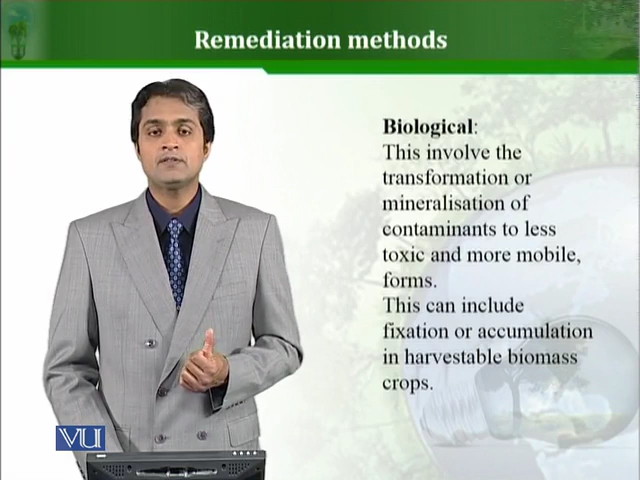 Remediation methods
Biological:
This involve the
transformation or
mineralisation of
contaminants to less
toxic and more mobile,
forms.
This can include
fixation or accumulation
in harvestable biomass
crops.
VU